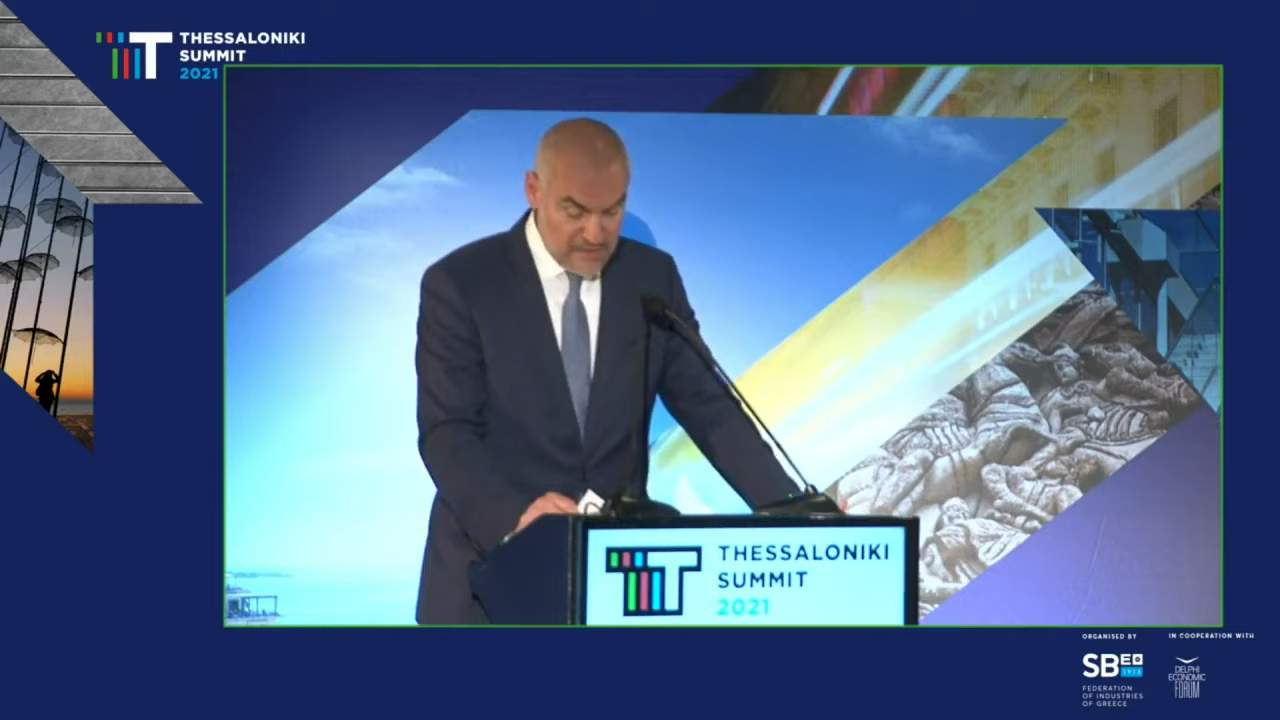 THESSALONIKI
SUMMIT
2021
THESSALONIKI
SUMMIT
2021
ORGANISED BY
IN COOPERATION WITH
SBE
FEDERATION
OF INDUSTRIES
OF GREECE
DELPHI
ECONOMIC
FORUM